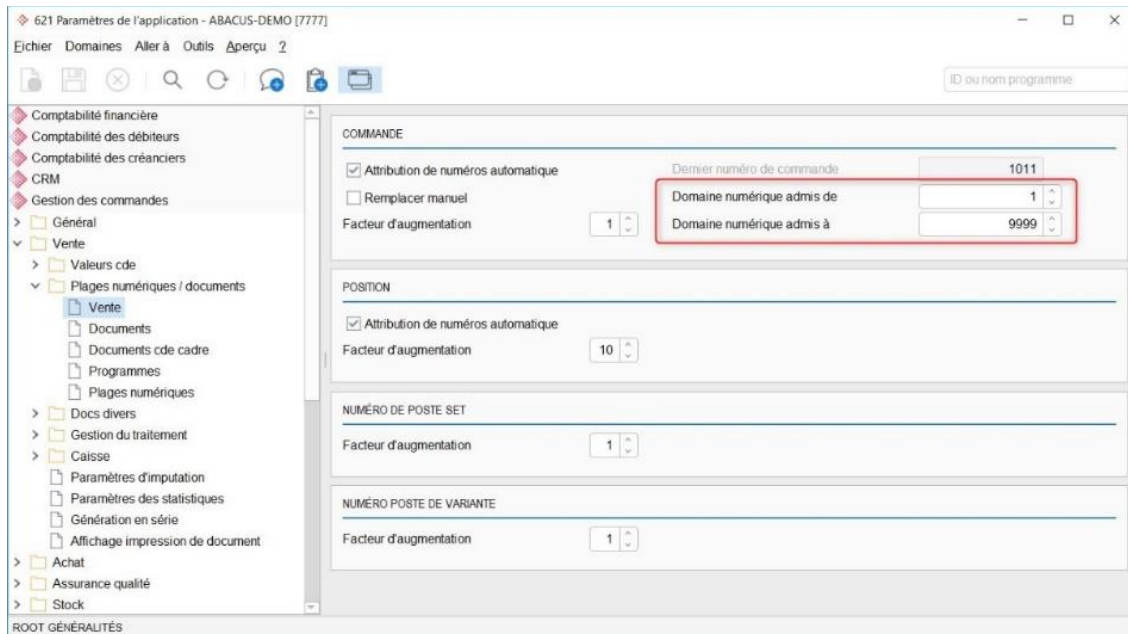 621 Paramètres de l'application - ABACUS-DEMO [7777]
Fichier Domaines Aller à Outils Aperçu ?
ID ou nom programme
Comptabilité financière
Comptabilité des débiteurs
Comptabilité des créanciers
CRM
Gestion des commandes
Général
Vente
Valeurs cde
Plages numériques / documents
Vente
Documents
Documents cde cadre
Programmes
Plages numériques
Docs divers
Gestion du traitement
Caisse
Paramètres d'imputation
Paramètres des statistiques
Génération en série
Affichage impression de document
Achat
Assurance qualité
Stock
COMMANDE
Attribution de numéros automatique
Dernier numéro de commande 1011
Remplacer manuel
Domaine numérique admis de 1
Facteur d'augmentation 1
Domaine numérique admis à 9999
POSITION
Attribution de numéros automatique
Facteur d'augmentation 10
NUMÉRO DE POSTE SET
Facteur d'augmentation 1
NUMÉRO POSTE DE VARIANTE
Facteur d'augmentation 1
ROOT GÉNÉRALITÉS